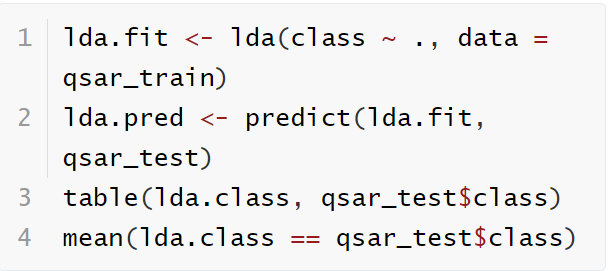 1 lda.fit <- lda(class ~ ., data =
qsar_train)
2 lda.pred <- predict(lda.fit,
qsar_test)
3 table(lda.class, qsar_test$class)
4 mean(lda.class == qsar_test$class)